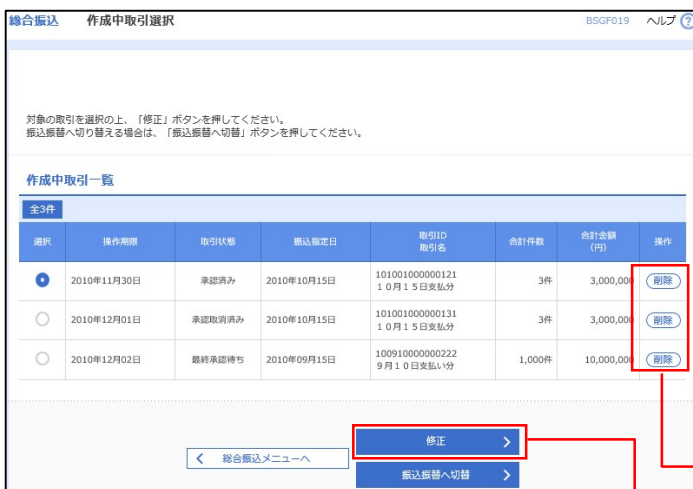 総合振込 作成中取引選択 BSGF019 ヘルプ ?
対象の取引を選択の上、「修正」ボタンを押してください。
振込振替へ切り替える場合は、「振込振替へ切替」ボタンを押してください。
作成中取引一覧
全3件
選択 操作期限 取引状態 振込指定日 取引ID 合計件数 合計金額 操作
取引名 (円)
2010年11月30日 承認済み 2010年10月15日 101001000000121 3件 3,000,000 削除
10月15日支払分
2010年12月01日 承認取消済み 2010年10月15日 101001000000131 3件 3,000,000 削除
10月15日支払分
2010年12月02日 最終承認待ち 2010年09月15日 100910000000222 1,000件 10,000,000 削除
9月10日支払い分
修正
総合振込メニューへ
振込振替へ切替